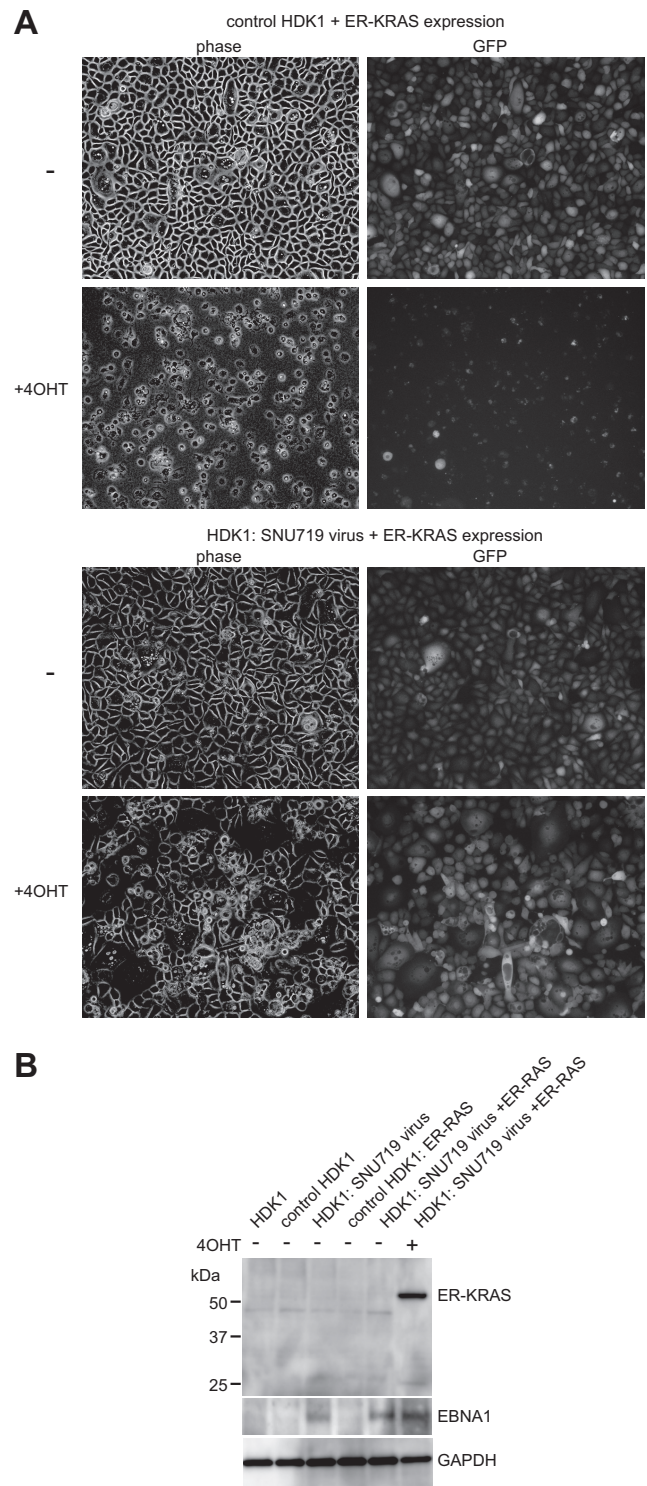 A
control HDK1 + ER-KRAS expression
phase GFP
-
+4OHT
HDK1: SNU719 virus + ER-KRAS expression
phase GFP
-
+4OHT
B
HDK1
control HDK1
HDK1: SNU719 virus
control HDK1: ER-RAS
HDK1: SNU719 virus +ER-RAS
HDK1: SNU719 virus +ER-RAS
4OHT - - - - - +
kDa
ER-KRAS
50
37
25
EBNA1
GAPDH